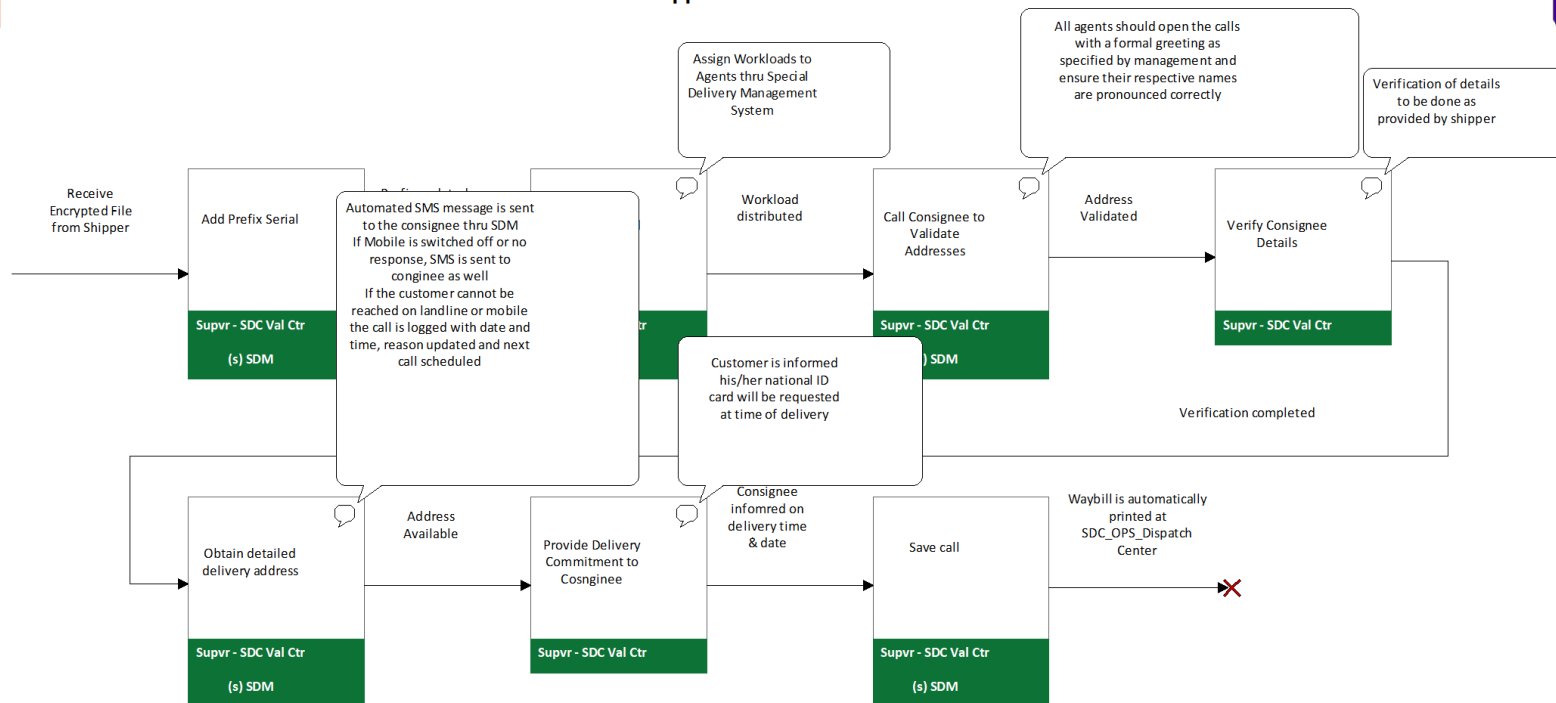 Assign Workloads to
Agents thru Special
Delivery Management
System
All agents should open the calls
with a formal greeting as
specified by management and
ensure their respective names
are pronounced correctly
Verification of details
to be done as
provided by shipper
Receive
Encrypted File
from Shipper
Add Prefix Serial
Supvr - SDC Val Ctr
(s) SDM
Workload
distributed
Call Consignee to
Validate
Addresses
Supvr - SDC Val Ctr
) SDM
Address
Validated
Verify Consignee
Details
Supvr - SDC Val Ctr
Automated SMS message is sent
to the consignee thru SDM
If Mobile is switched off or no
response, SMS is sent to
conginee as well
If the customer cannot be
reached on landline or mobile
the call is logged with date and
time, reason updated and next
call scheduled
Customer is informed
his/her national ID
card will be requested
at time of delivery
Verification completed
Obtain detailed
delivery address
Supvr - SDC Val Ctr
(s) SDM
Address
Available
Provide Delivery
Commitment to
Cosnginee
Supvr - SDC Val Ctr
Consignee
infomred on
delivery time
& date
Save call
Supvr - SDC Val Ctr
(s) SDM
Waybill is automatically
printed at
SDC_OPS_Dispatch
Center